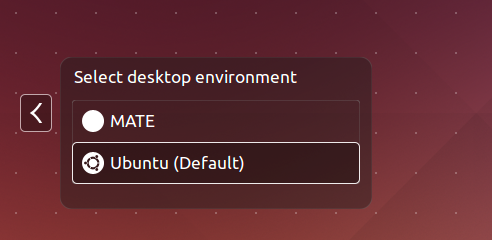 Select desktop environment
MATE
Ubuntu (Default)